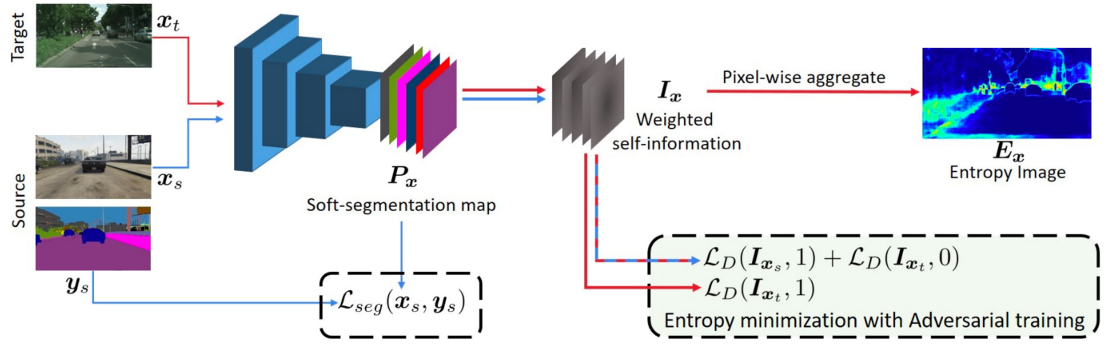 Target
x_t
Source
x_s
y_s
P_x
Soft-segmentation map
L_seg(x_s, y_s)
I_x
Weighted
self-information
Pixel-wise aggregate
E_x
Entropy Image
L_D(I_{x_s}, 1) + L_D(I_{x_t}, 0)
L_D(I_{x_t}, 1)
Entropy minimization with Adversarial training